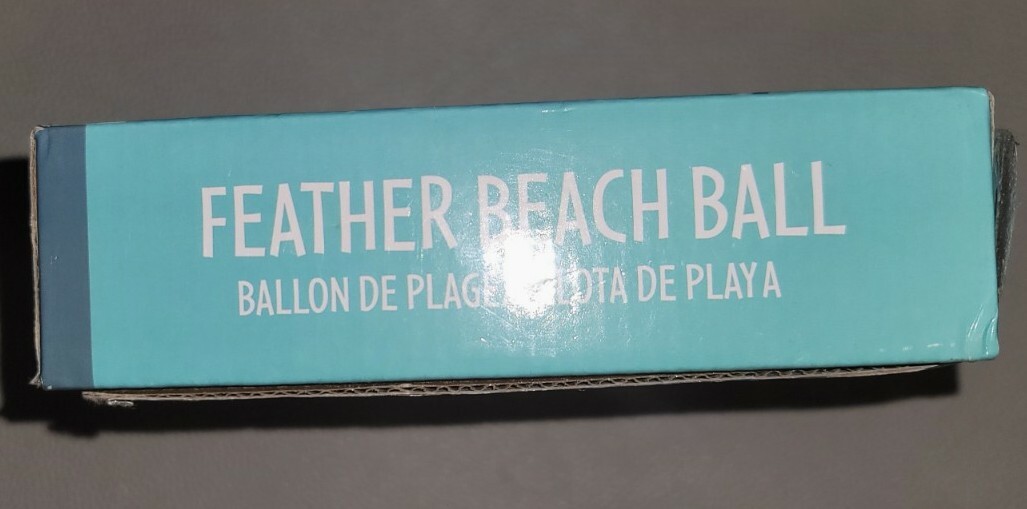 FEATHER BEACH BALL
BALLON DE PLAGE DE PLAYA